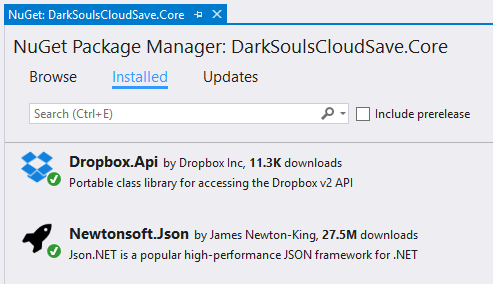 NuGet: DarkSoulsCloudSave.Core
NuGet Package Manager: DarkSoulsCloudSave.Core
Browse Installed Updates
Search (Ctrl+E) Include prerelease
Dropbox.Api by Dropbox Inc, 11.3K downloads
Portable class library for accessing the Dropbox v2 API
Newtonsoft.Json by James Newton-King, 27.5M downloads
Json.NET is a popular high-performance JSON framework for .NET